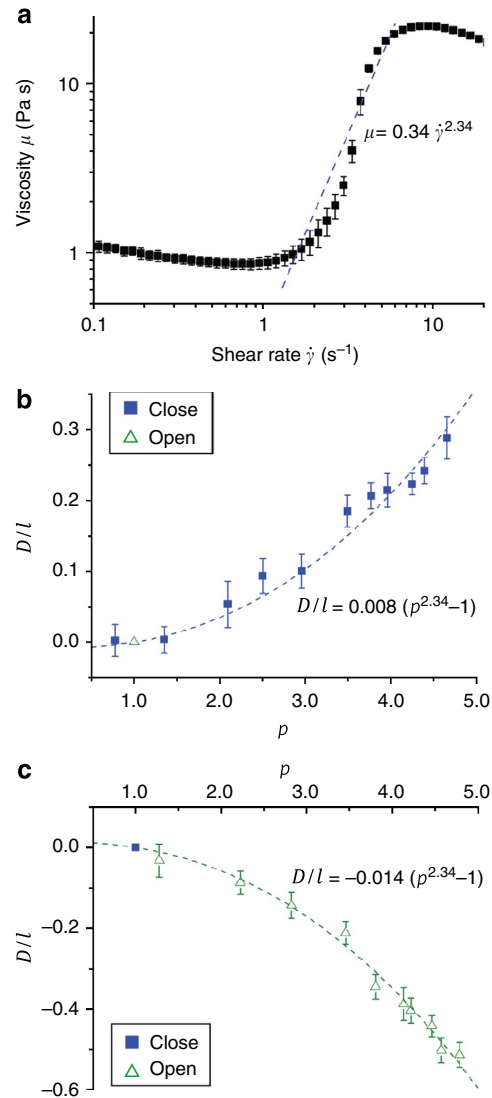 a
10
1
Viscosity μ (Pa s)
μ= 0.34 γ̇^2.34
0.1
1
10
Shear rate γ̇ (s⁻¹)
b
Close
Open
0.3
0.2
0.1
0.0
D/l
D/l = 0.008 (p^2.34–1)
1.0
2.0
3.0
4.0
5.0
p
c
p
1.0
2.0
3.0
4.0
5.0
0.0
–0.2
–0.4
–0.6
D/l
D/l = –0.014 (p^2.34–1)
Close
Open